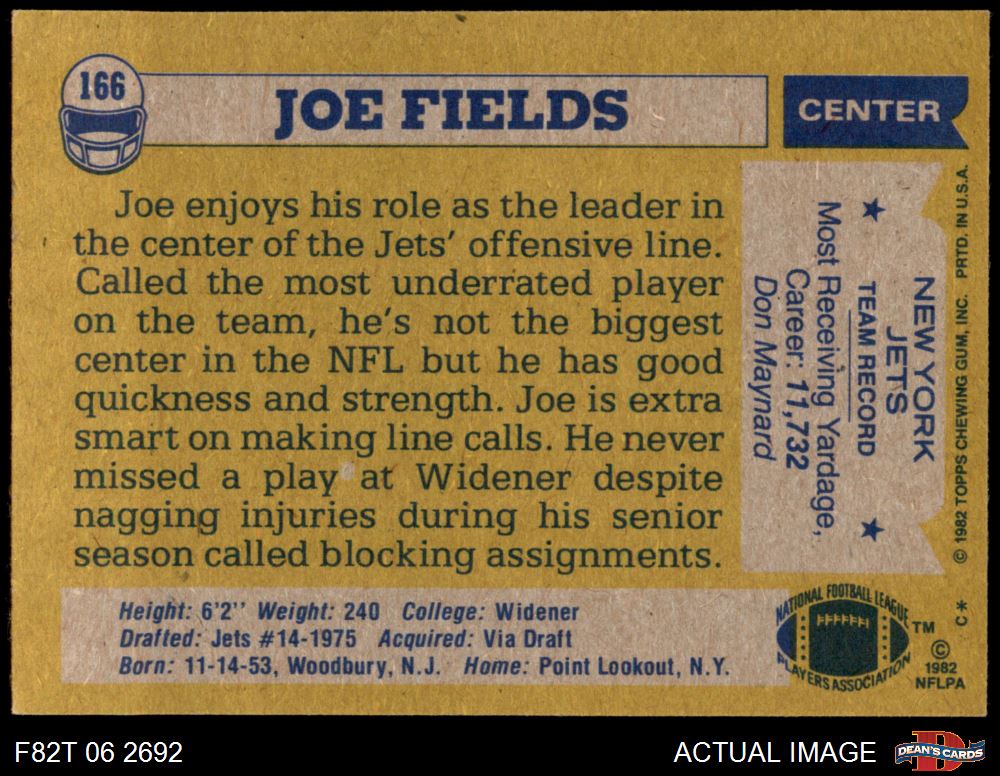 166
JOE FIELDS
CENTER
Joe enjoys his role as the leader in
the center of the Jets' offensive line.
Called the most underrated player
on the team, he's not the biggest
center in the NFL but he has good
quickness and strength. Joe is extra
smart on making line calls. He never
missed a play at Widener despite
nagging injuries during his senior
season called blocking assignments.
NEW YORK
JETS
★ TEAM RECORD ★
Most Receiving Yardage,
Career: 11,732
Don Maynard
© 1982 TOPPS CHEWING GUM, INC. PRTD. IN U.S.A.
Height: 6'2'' Weight: 240 College: Widener
Drafted: Jets #14-1975 Acquired: Via Draft
Born: 11-14-53, Woodbury, N.J. Home: Point Lookout, N.Y.
NATIONAL FOOTBALL LEAGUE
PLAYERS ASSOCIATION
TM
©
1982
NFLPA
C*
F82T 06 2692
ACTUAL IMAGE
D
DEAN'S CARDS